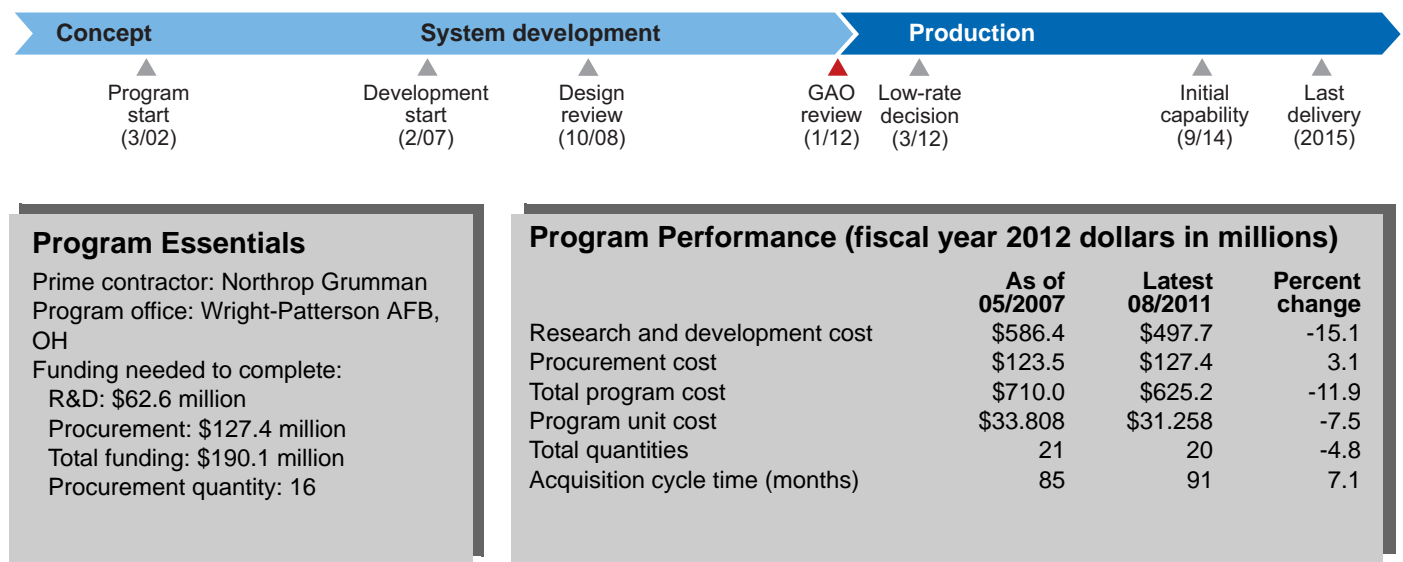 Concept System development Production
Program start (3/02)
Development start (2/07)
Design review (10/08)
GAO review (1/12)
Low-rate decision (3/12)
Initial capability (9/14)
Last delivery (2015)
Program Essentials
Prime contractor: Northrop Grumman
Program office: Wright-Patterson AFB,
OH
Funding needed to complete:
R&D: $62.6 million
Procurement: $127.4 million
Total funding: $190.1 million
Procurement quantity: 16
Program Performance (fiscal year 2012 dollars in millions)
As of Latest Percent
05/2007 08/2011 change
Research and development cost $586.4 $497.7 -15.1
Procurement cost $123.5 $127.4 3.1
Total program cost $710.0 $625.2 -11.9
Program unit cost $33.808 $31.258 -7.5
Total quantities 21 20 -4.8
Acquisition cycle time (months) 85 91 7.1